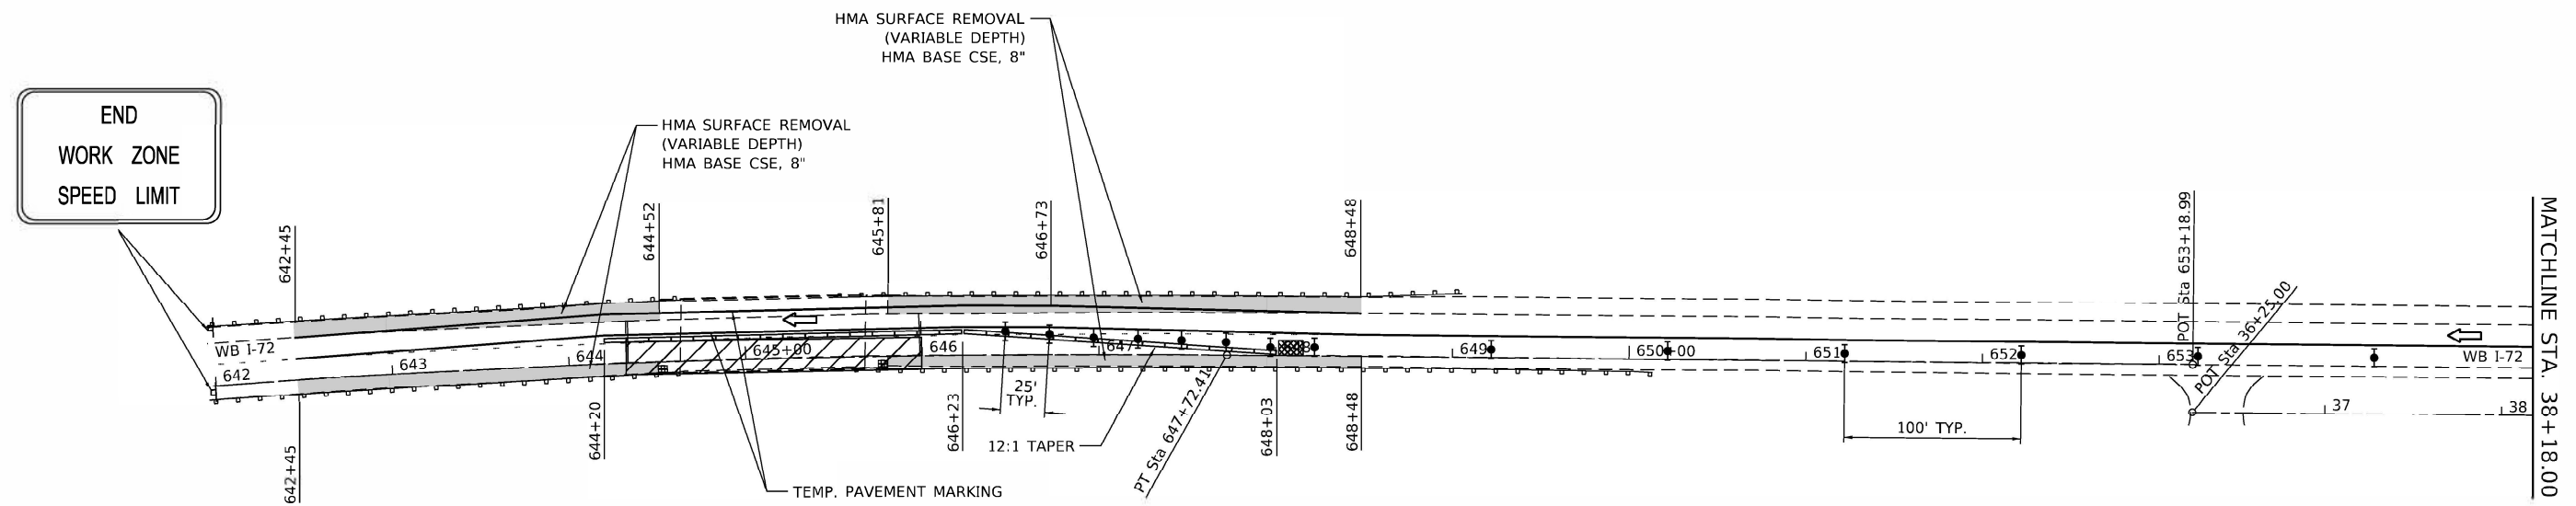 HMA SURFACE REMOVAL
(VARIABLE DEPTH)
HMA BASE CSE, 8"
END
WORK ZONE
SPEED LIMIT
HMA SURFACE REMOVAL
(VARIABLE DEPTH)
HMA BASE CSE, 8"
642+45
644+52
645+81
646+73
648+48
POT Sta 653+18.99
MATCHLINE STA. 38+18.00
WB I-72
642
643
644
645+00
646
647
649
650+00
651
652
653
WB I-72
POT Sta 36+25.00
37
38
25'
TYP.
100' TYP.
642+45
644+20
646+23
12:1 TAPER
PT Sta 647+72.41
648+03
648+48
TEMP. PAVEMENT MARKING